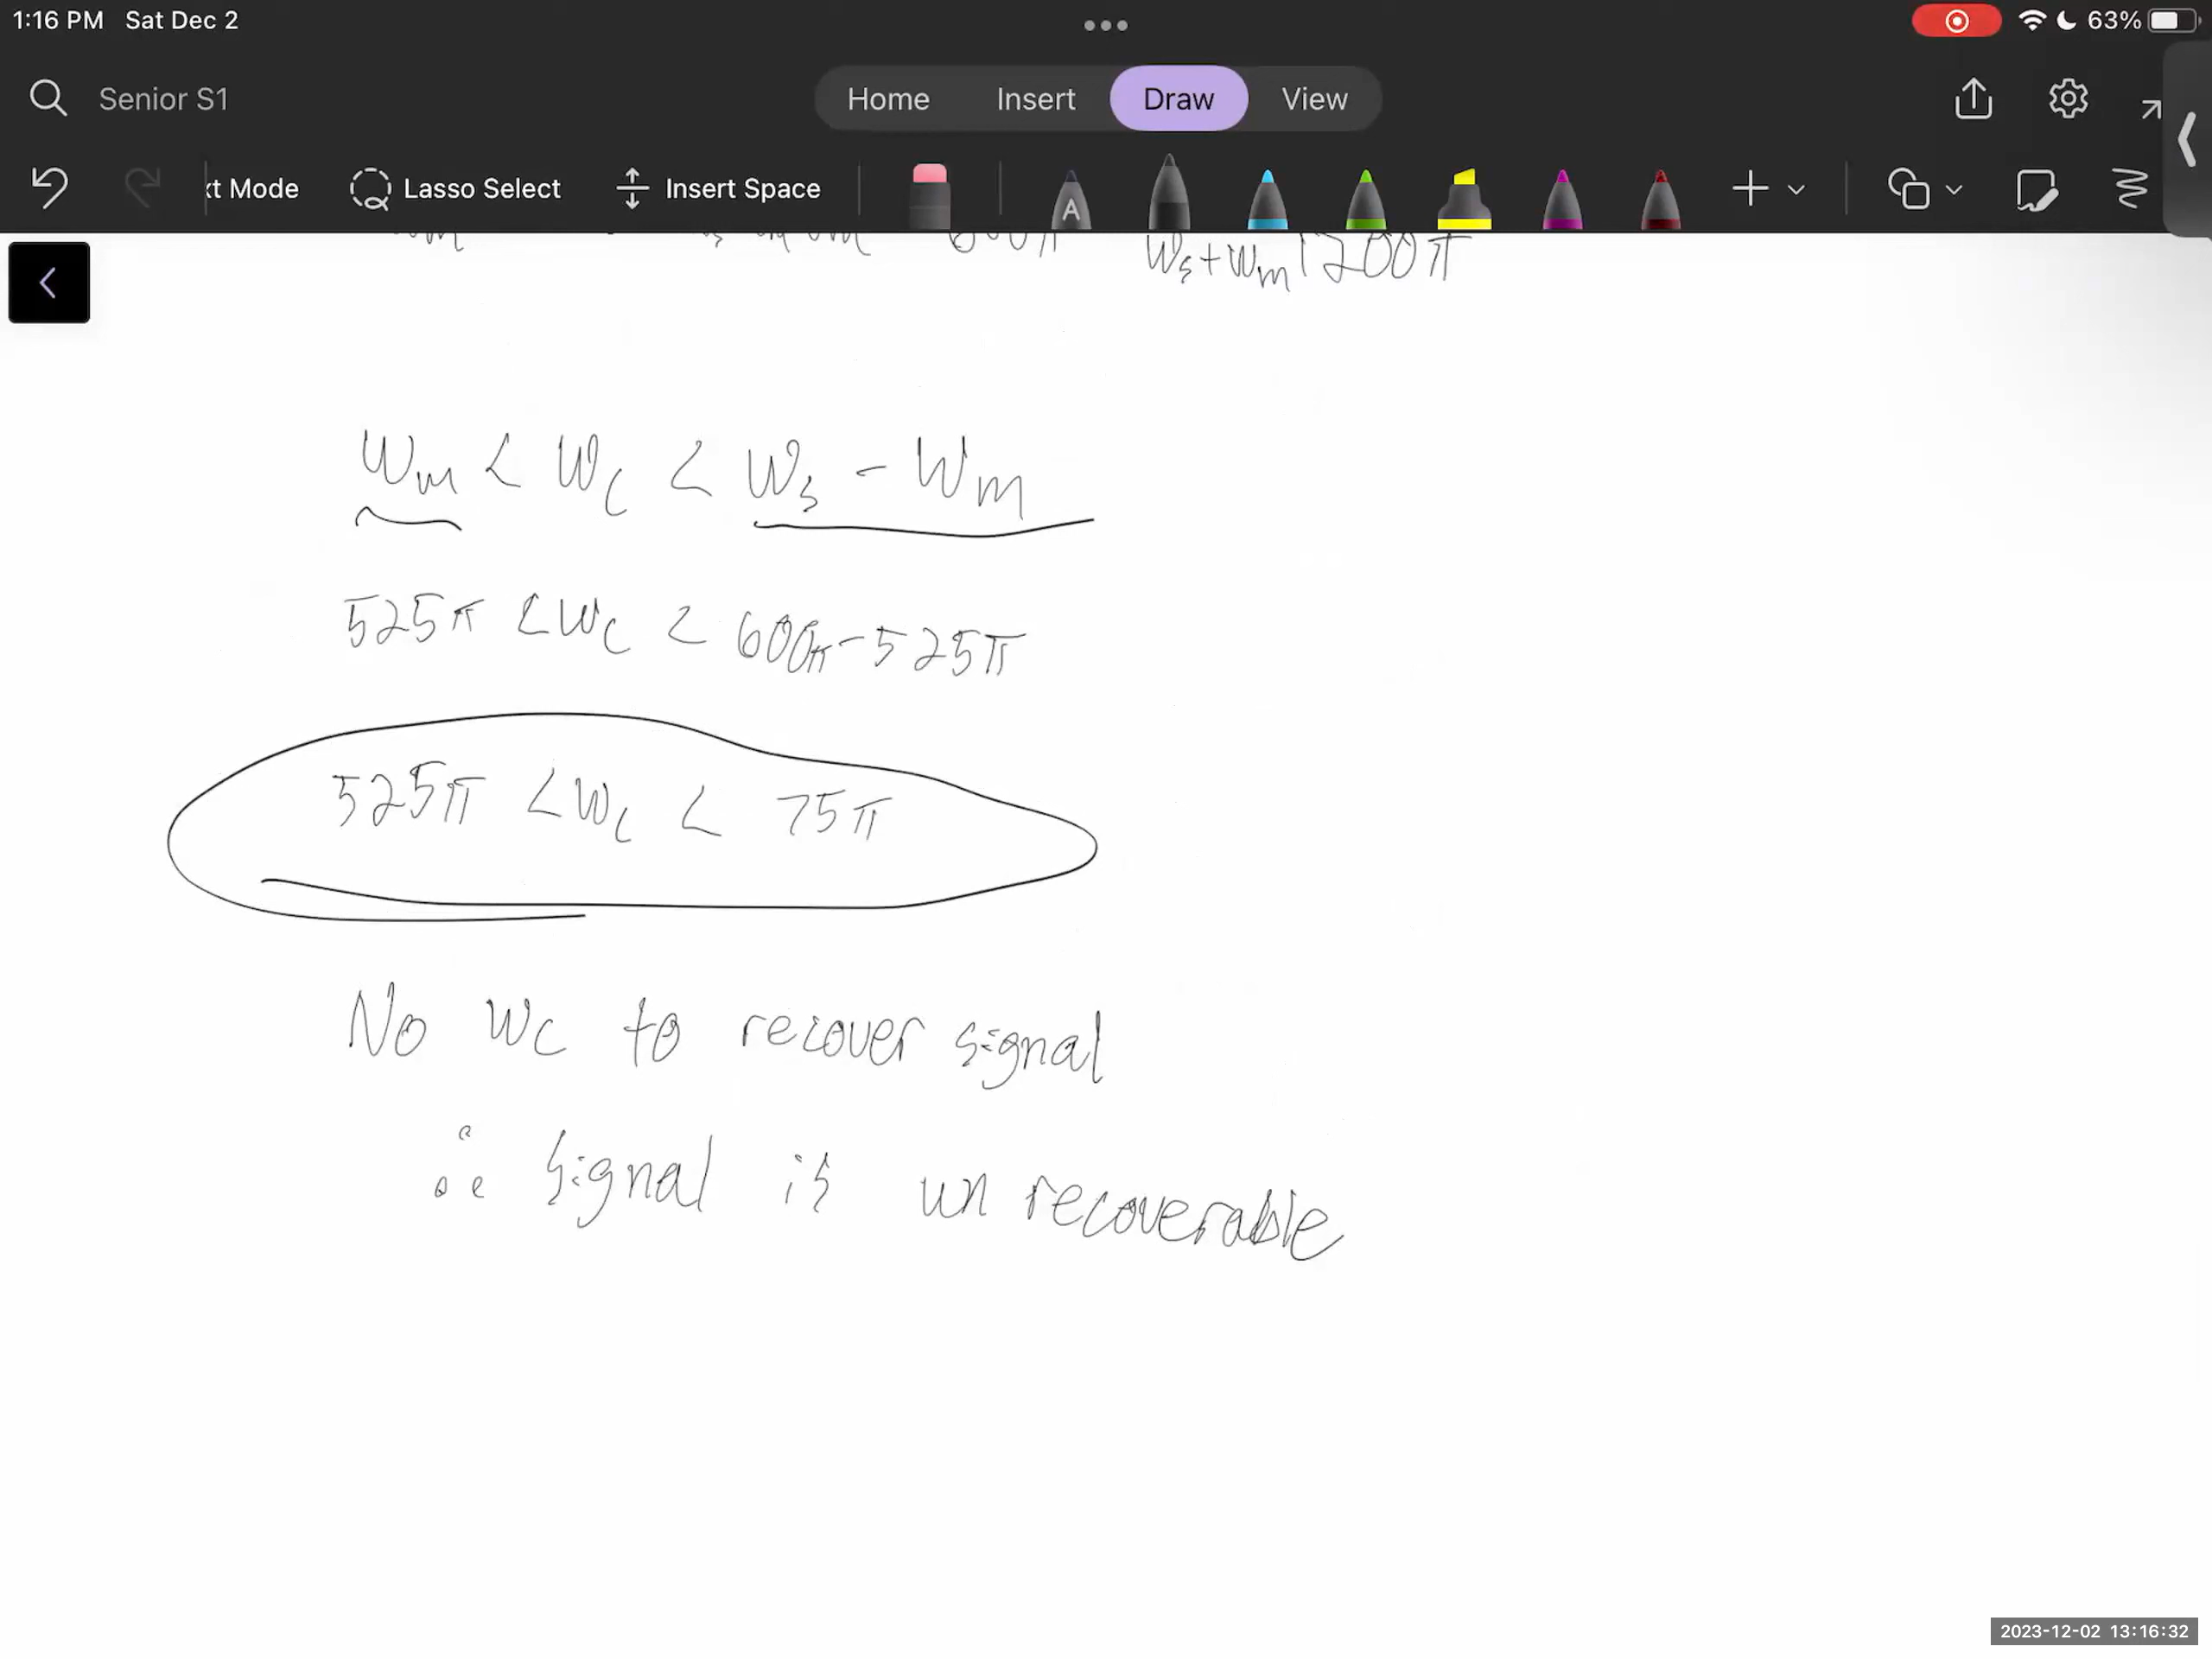 1:16 PM Sat Dec 2
63%
Senior S1
Home Insert Draw View
Mode Lasso Select Insert Space
A
Ws+Wm 1200π
Wm < Wc < Ws - Wm
525π < Wc < 600π-525π
525π < Wc < 75π
No Wc to recover signal
∴ signal is un recoverable
2023-12-02 13:16:32